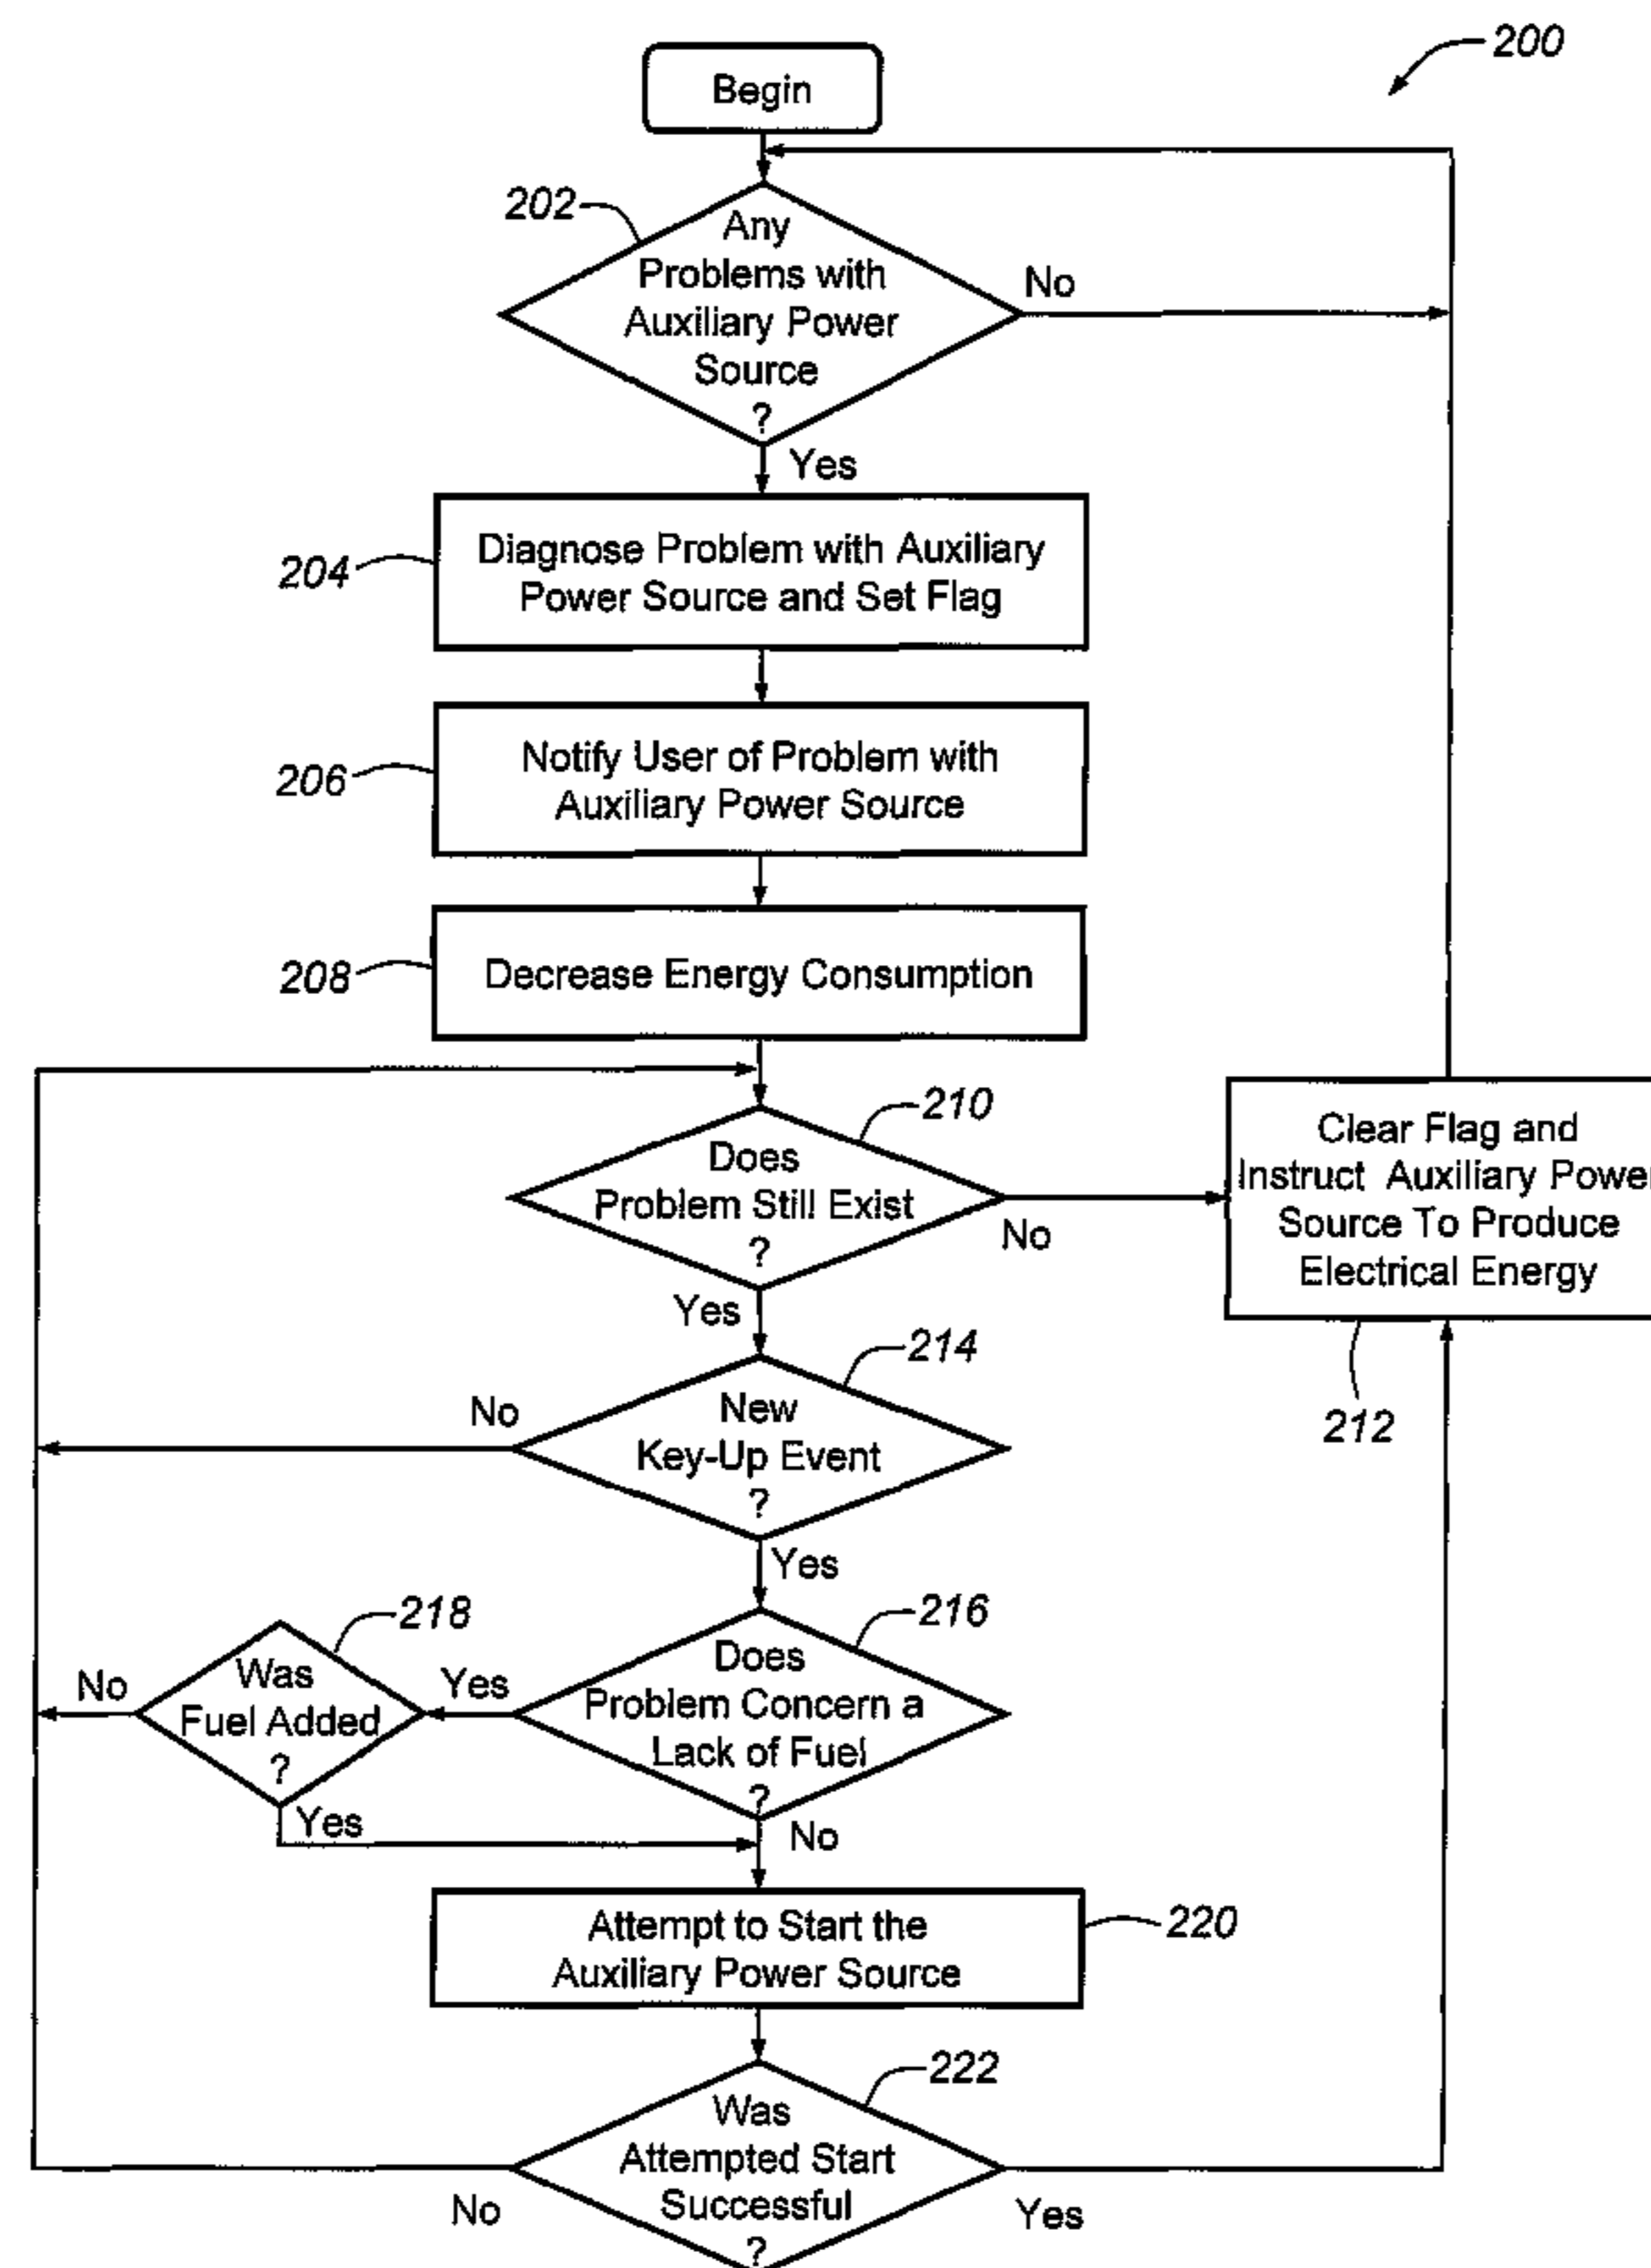 200
Begin
202
Any
Problems with
Auxiliary Power
Source
?
No
Yes
204
Diagnose Problem with Auxiliary
Power Source and Set Flag
206
Notify User of Problem with
Auxiliary Power Source
208
Decrease Energy Consumption
210
Does
Problem Still Exist
?
No
Yes
Clear Flag and
Instruct Auxiliary Power
Source To Produce
Electrical Energy
212
214
New
Key-Up Event
?
No
Yes
216
Does
Problem Concern a
Lack of Fuel
?
Yes
No
218
Was
Fuel Added
?
No
Yes
Attempt to Start the
Auxiliary Power Source
220
222
Was
Attempted Start
Successful
?
No
Yes